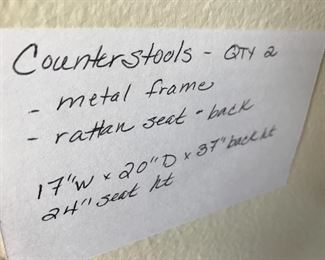 Counterstools - QTY 2
- metal frame
- rattan seat - back
17"W x 20"D x 37" back ht
24" seat ht